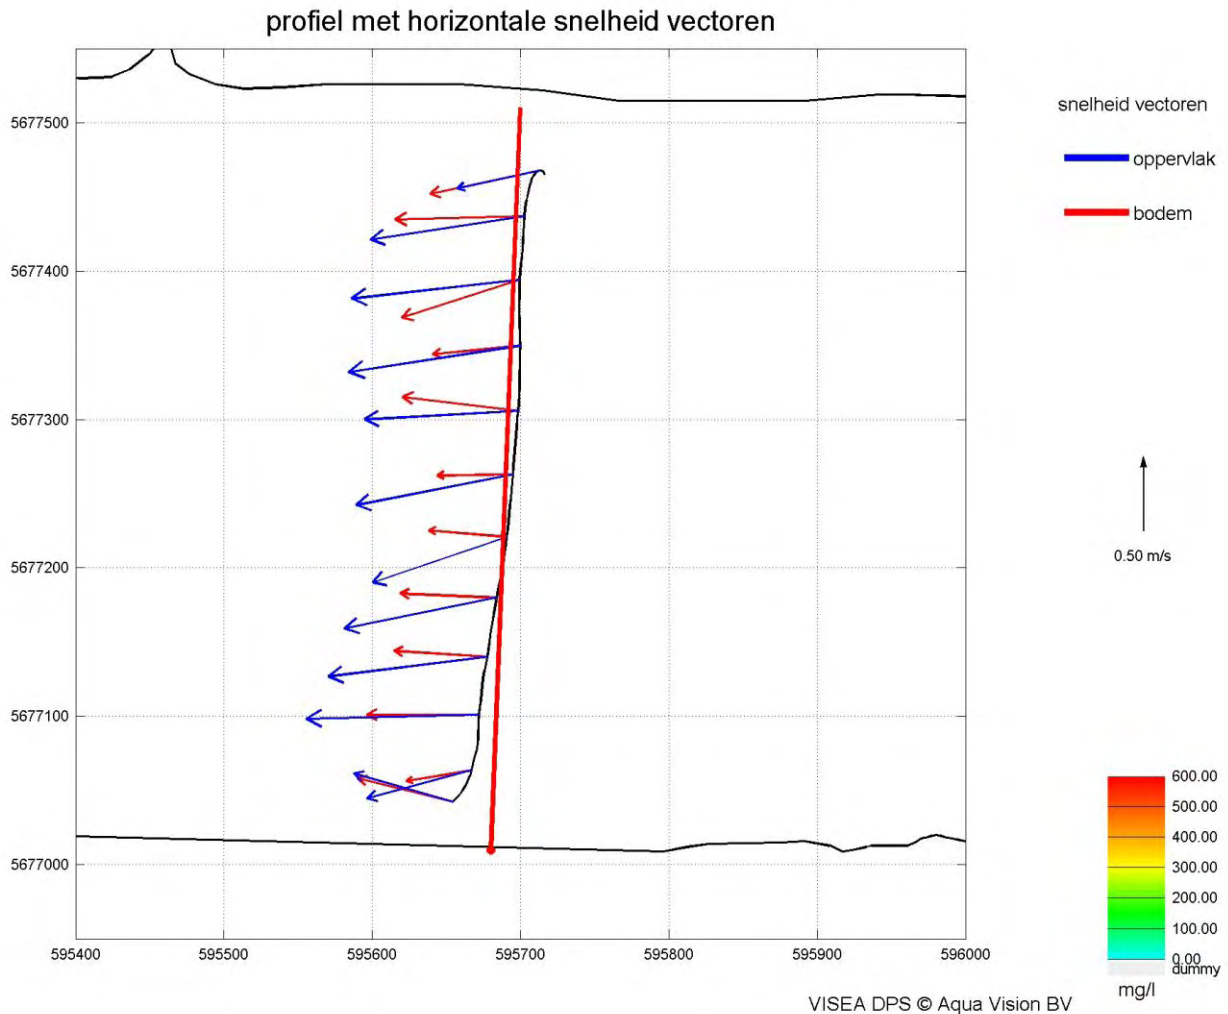 profiel met horizontale snelheid vectoren
snelheid vectoren
oppervlak
bodem
5677500
5677400
5677300
5677200
5677100
5677000
0.50 m/s
595400 595500 595600 595700 595800 595900 596000
600.00
500.00
400.00
300.00
200.00
100.00
0.00
dummy
mg/l
VISEA DPS © Aqua Vision BV